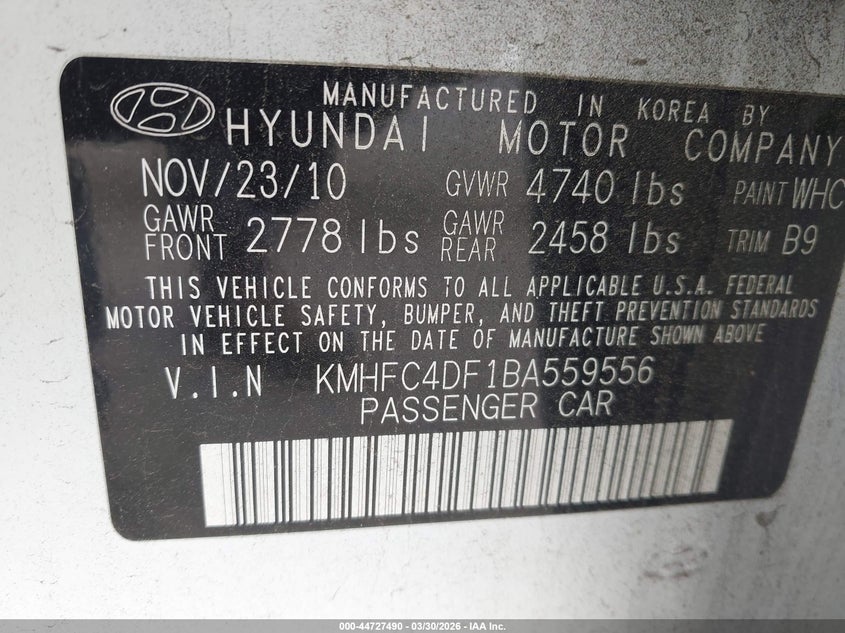 MANUFACTURED IN KOREA BY
HYUNDAI MOTOR COMPANY
NOV/23/10 GVWR 4740 lbs PAINT WHC
GAWR FRONT 2778 lbs GAWR REAR 2458 lbs TRIM B9
THIS VEHICLE CONFORMS TO ALL APPLICABLE U.S.A. FEDERAL
MOTOR VEHICLE SAFETY, BUMPER, AND THEFT PREVENTION STANDARDS
IN EFFECT ON THE DATE OF MANUFACTURE SHOWN ABOVE
V.I.N KMHFC4DF1BA559556
PASSENGER CAR
000-44727490 - 03/30/2026 - IAA Inc.